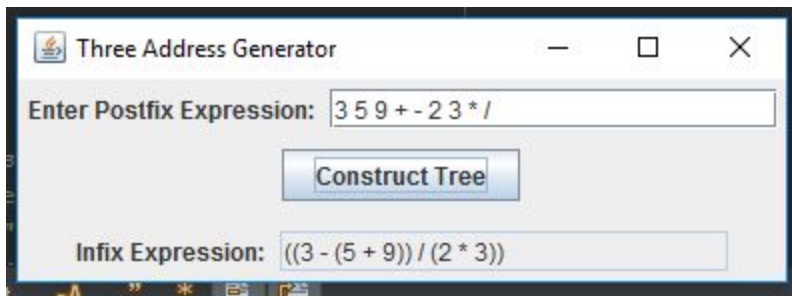 Three Address Generator
Enter Postfix Expression: 3 5 9 + - 2 3 * /
Construct Tree
Infix Expression: ((3 - (5 + 9)) / (2 * 3))